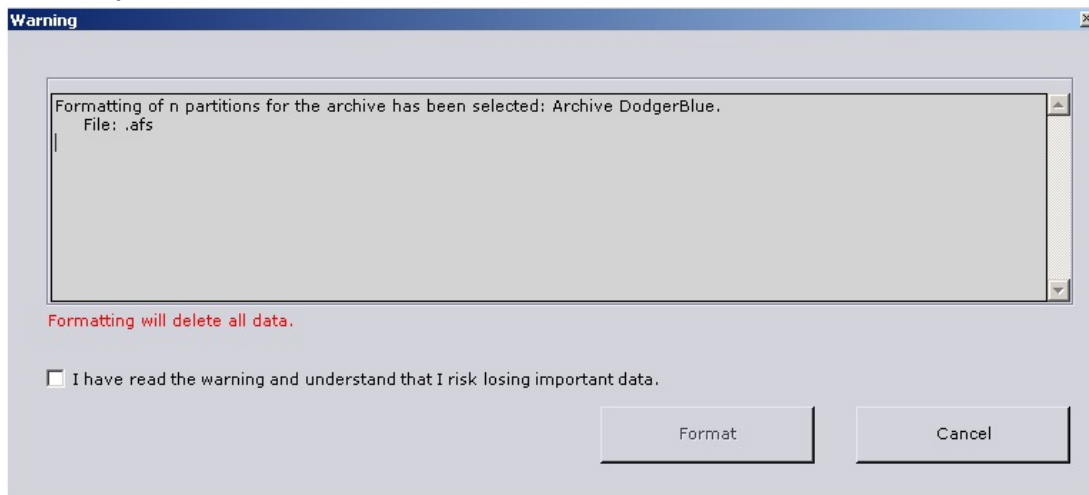 Warning
Formatting of n partitions for the archive has been selected: Archive DodgerBlue.
File: .afs
Formatting will delete all data.
I have read the warning and understand that I risk losing important data.
Format
Cancel